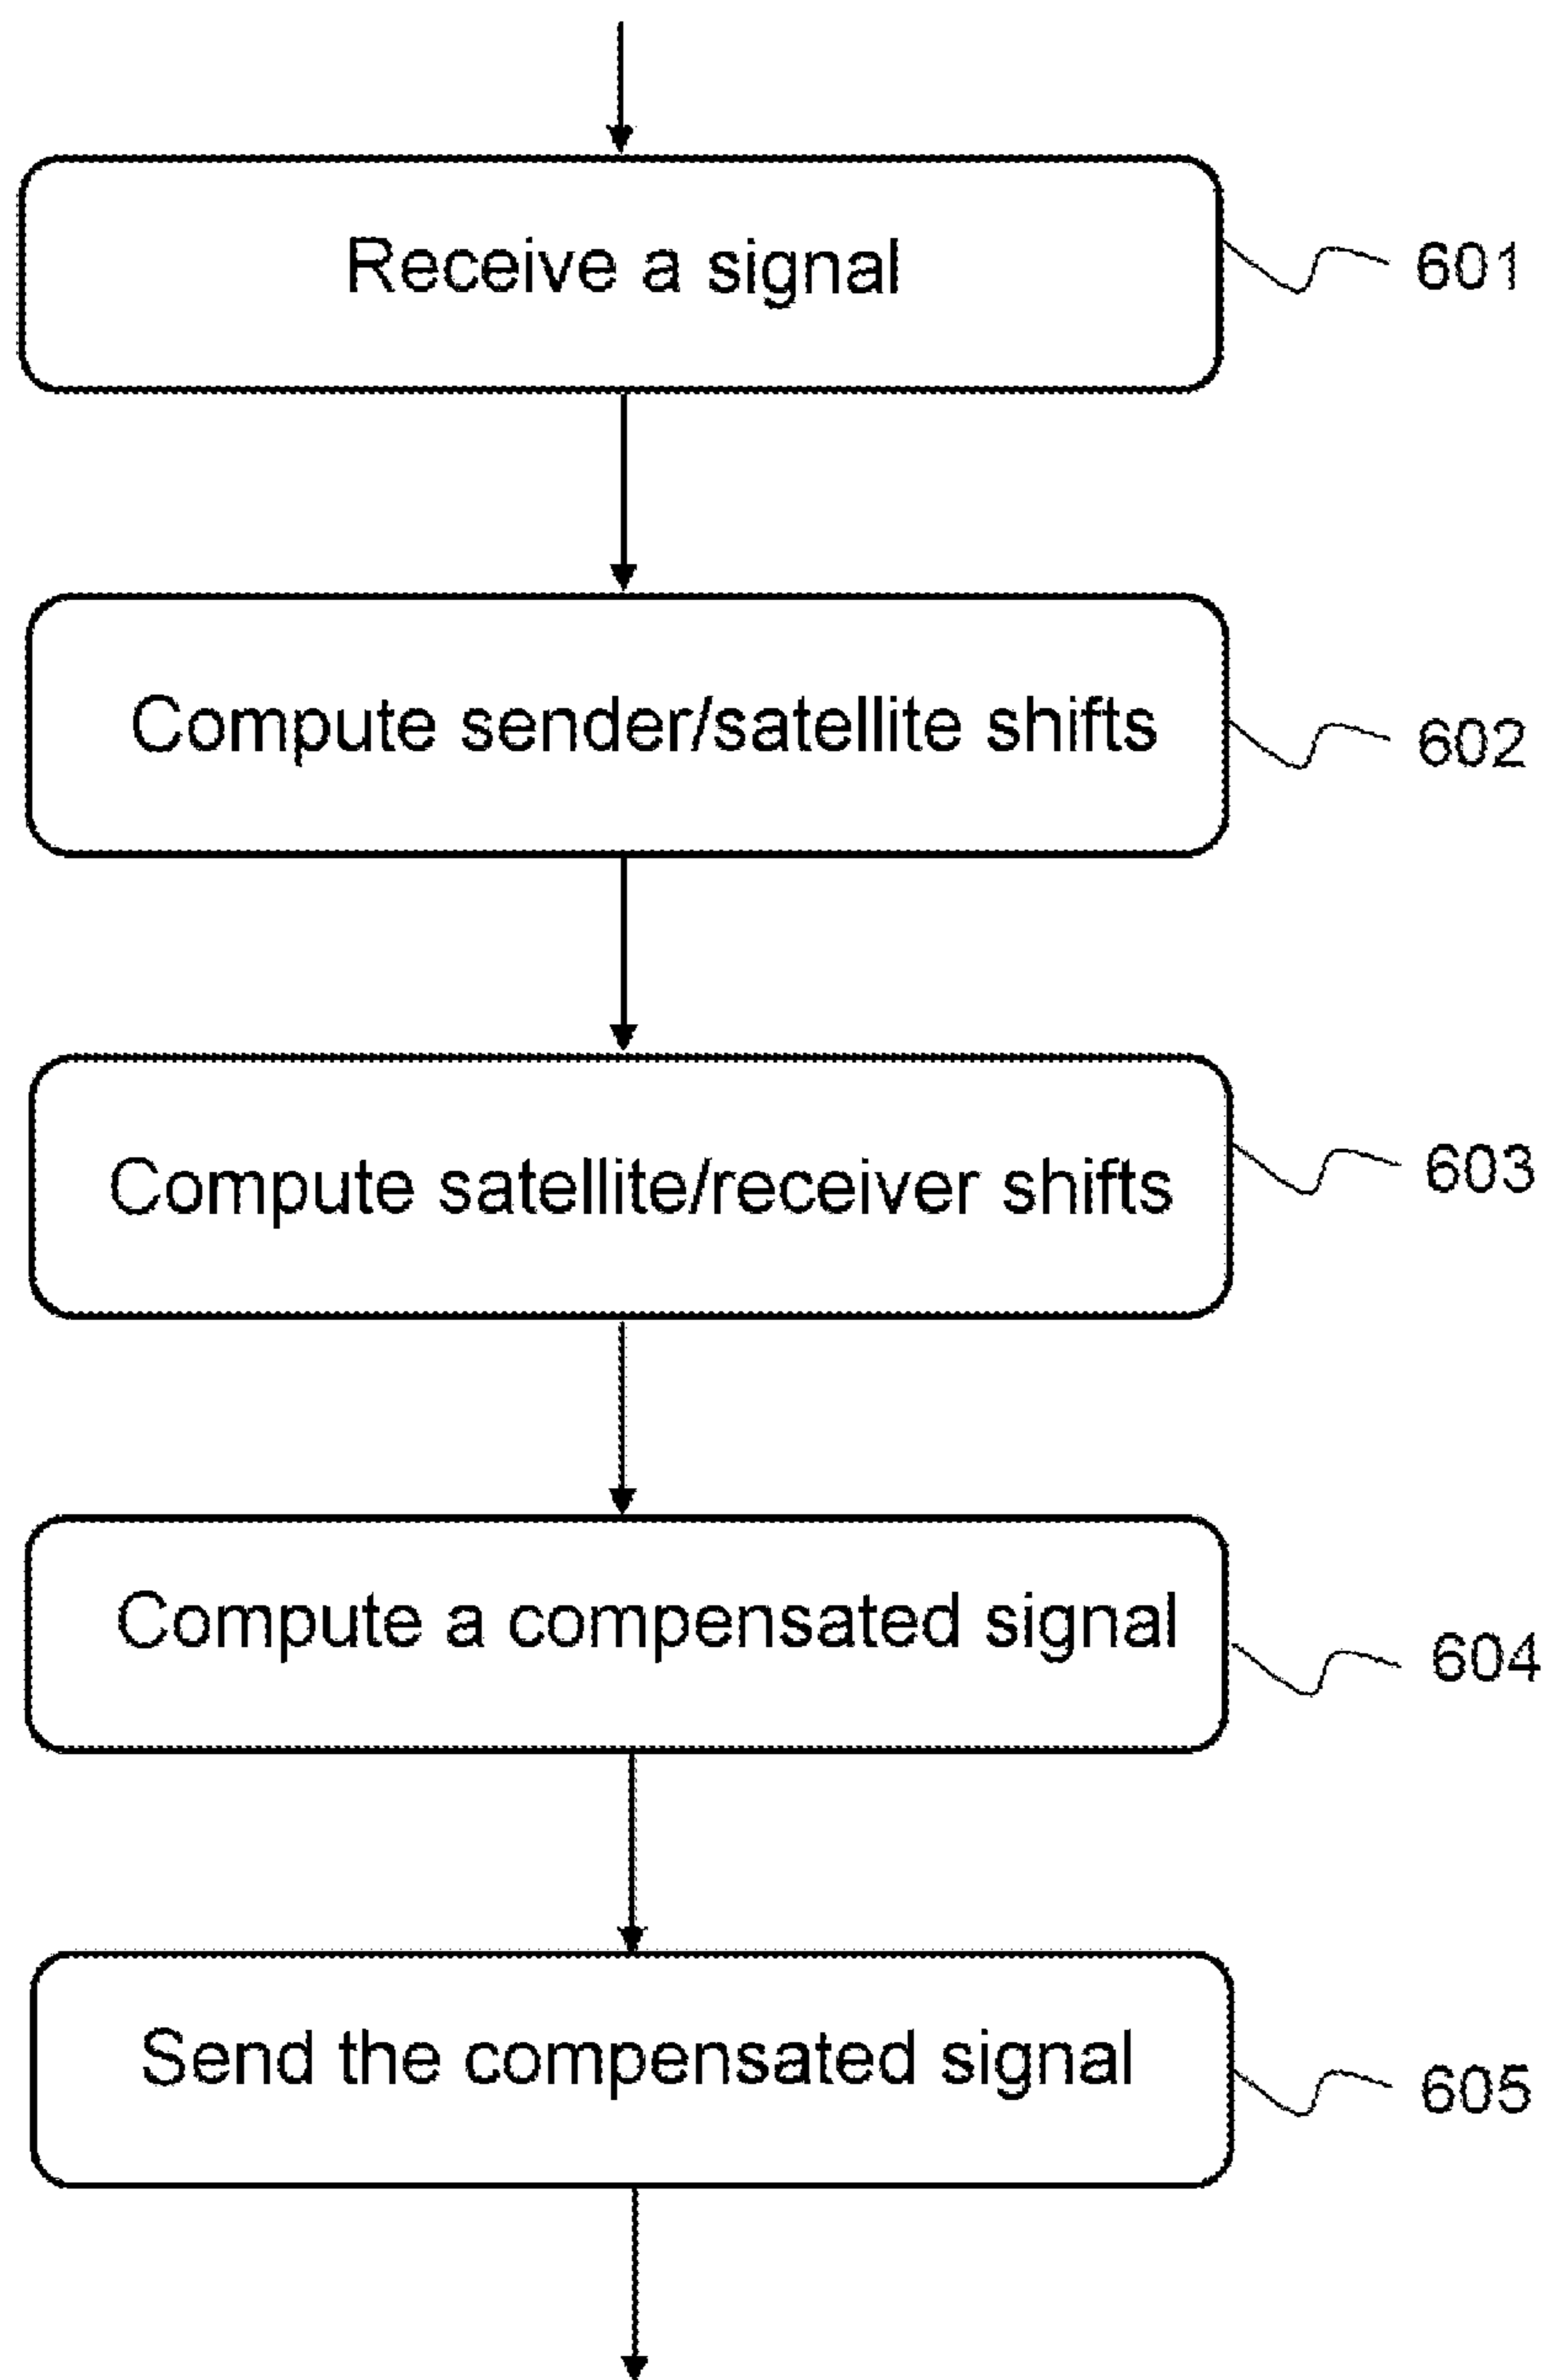 Receive a signal
601
Compute sender/satellite shifts
602
Compute satellite/receiver shifts
603
Compute a compensated signal
604
Send the compensated signal
605